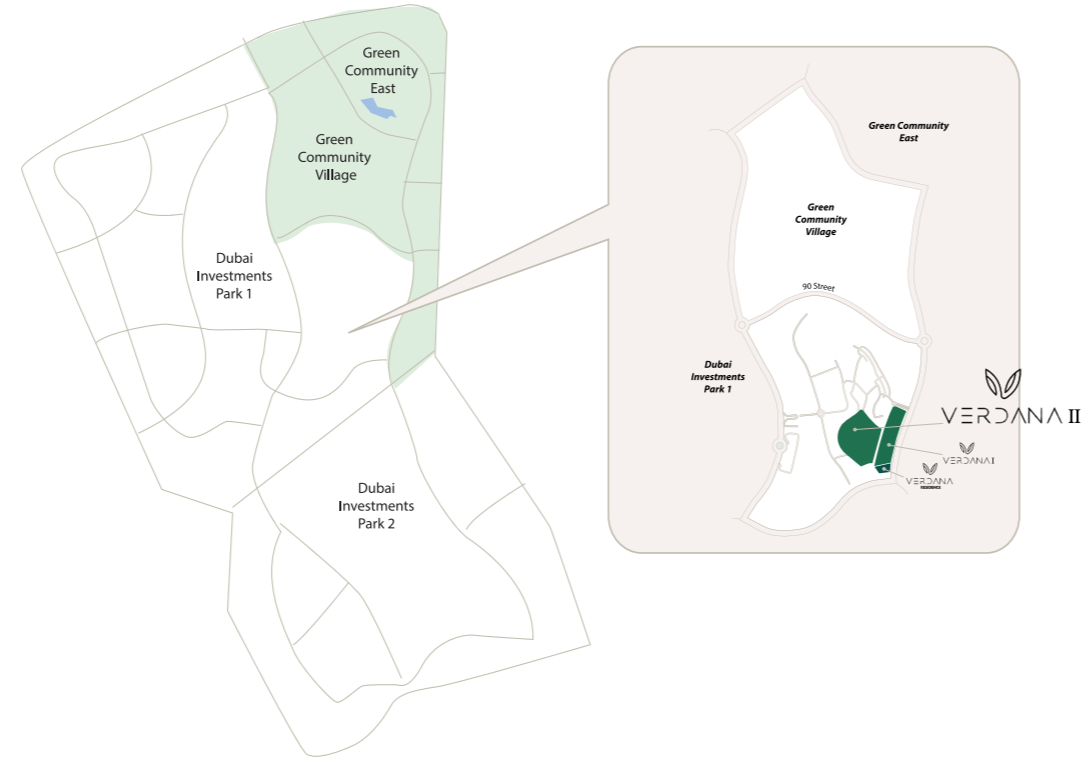 Green
Community
East
Green
Community
Village
Dubai
Investments
Park 1
Dubai
Investments
Park 2
Green Community
East
Green
Community
Village
90 Street
Dubai
Investments
Park 1
VERDANA II
VERDANA I
VERDANA
RESIDENCE